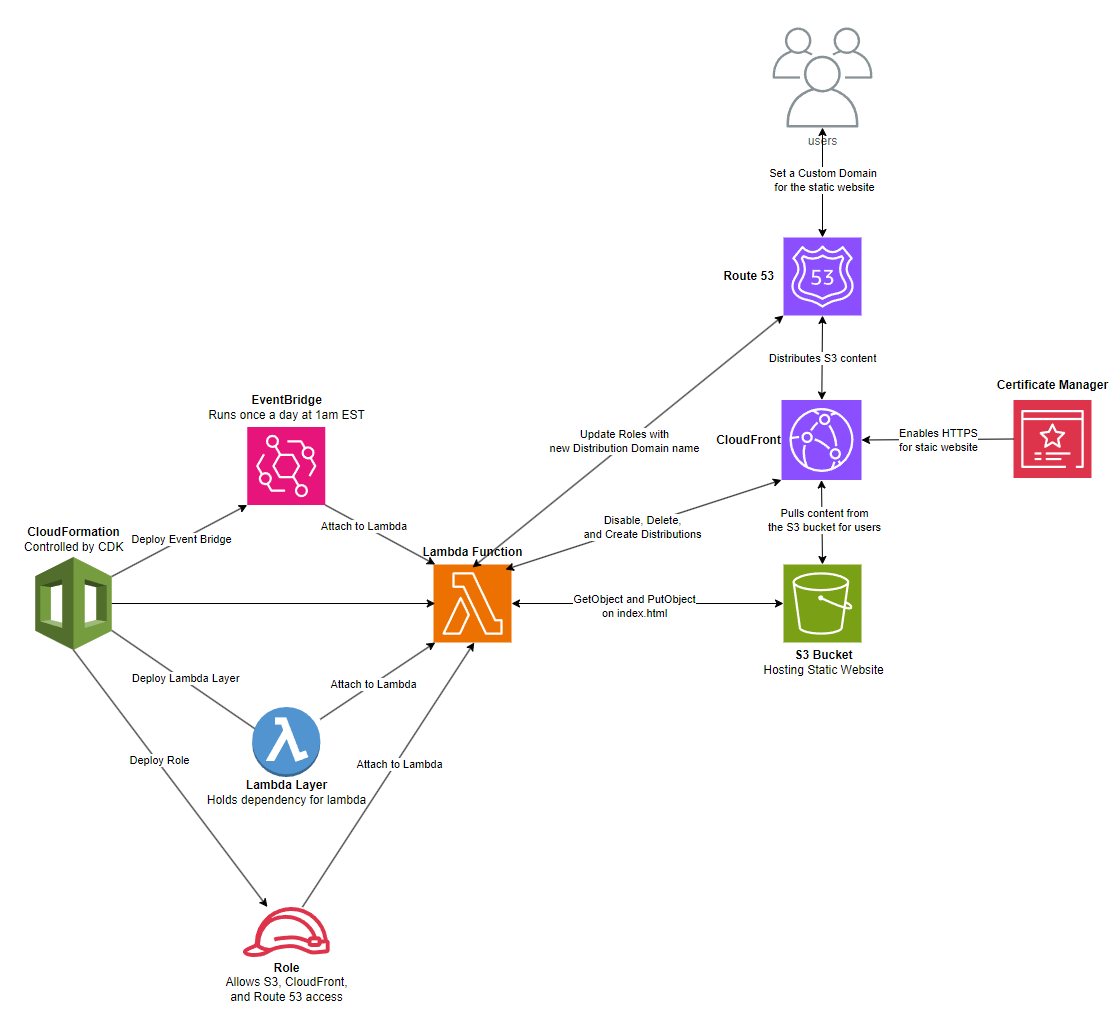 users
Set a Custom Domain
for the static website
53
Route 53
Distributes S3 content
Certificate Manager
EventBridge
Runs once a day at 1am EST
Update Roles with
new Distribution Domain name
CloudFront
Enables HTTPS
for staic website
Pulls content from
the S3 bucket for users
Attach to Lambda
Disable, Delete,
and Create Distributions
CloudFormation
Controlled by CDK
Deploy Event Bridge
Lambda Function
GetObject and PutObject
on index.html
S3 Bucket
Hosting Static Website
Deploy Lambda Layer
Attach to Lambda
Deploy Role
Attach to Lambda
Lambda Layer
Holds dependency for lambda
Role
Allows S3, CloudFront,
and Route 53 access